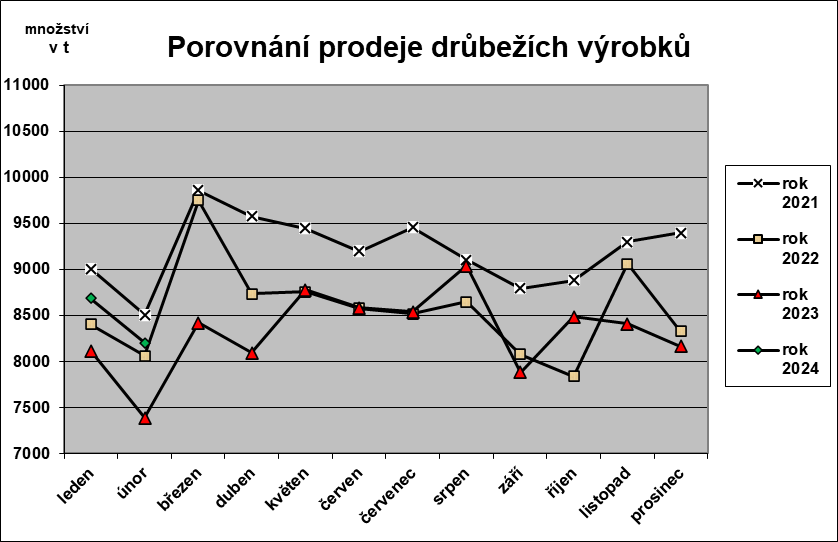 množství
v t
Porovnání prodeje drůbežích výrobků
11000
10500
10000
9500
9000
8500
8000
7500
7000
leden
únor
březen
duben
květen
červen
červenec
srpen
září
říjen
listopad
prosinec
rok
2021
rok
2022
rok
2023
rok
2024